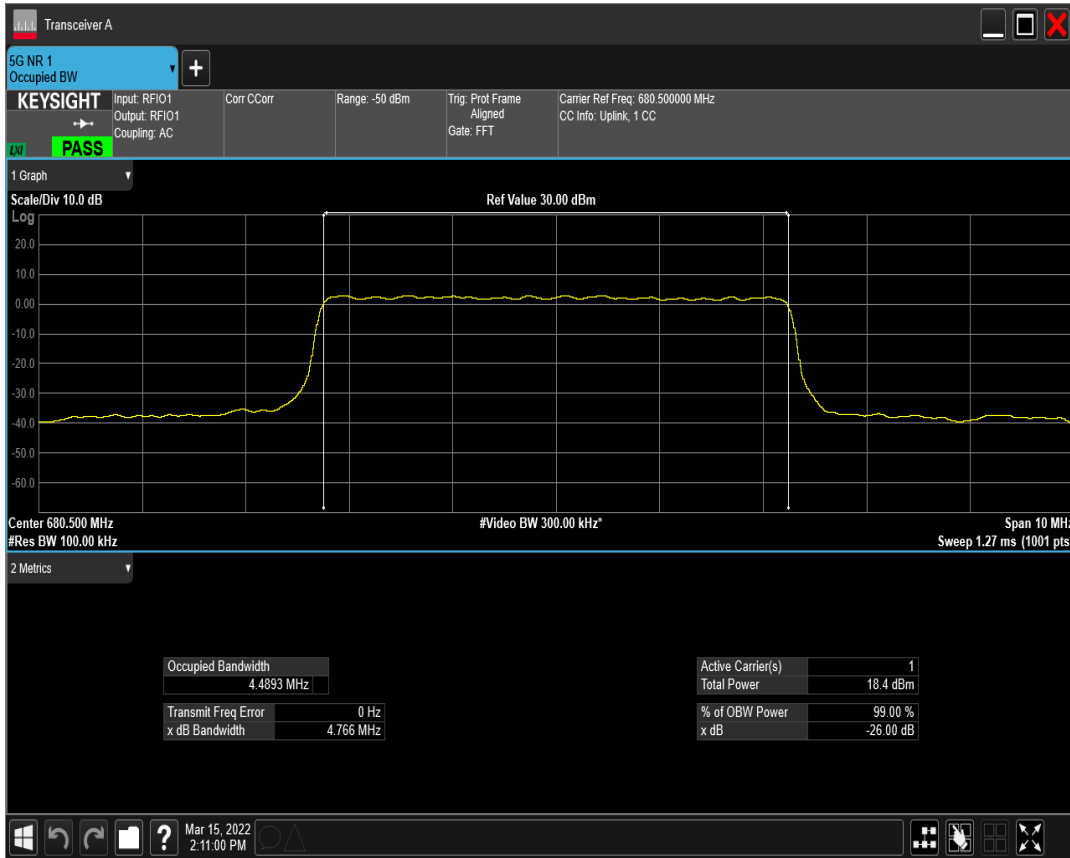 Transceiver A
5G NR 1
Occupied BW
+
KEYSIGHT
LXI
PASS
Input: RFIO1
Output: RFIO1
Coupling: AC
Corr CCorr
Range: -50 dBm
Trig: Prot Frame
Aligned
Gate: FFT
Carrier Ref Freq: 680.500000 MHz
CC Info: Uplink, 1 CC
1 Graph
Scale/Div 10.0 dB
Ref Value 30.00 dBm
Log
20.0
10.0
0.00
-10.0
-20.0
-30.0
-40.0
-50.0
-60.0
Center 680.500 MHz
#Video BW 300.00 kHz*
Span 10 MHz
#Res BW 100.00 kHz
Sweep 1.27 ms (1001 pts
2 Metrics
Occupied Bandwidth
4.4893 MHz
Transmit Freq Error 0 Hz
x dB Bandwidth 4.766 MHz
Active Carrier(s) 1
Total Power 18.4 dBm
% of OBW Power 99.00 %
x dB -26.00 dB
?
Mar 15, 2022
2:11:00 PM